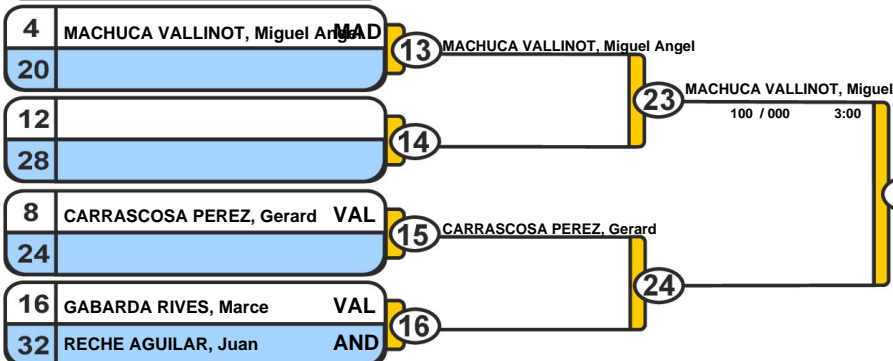 4 MACHUCA VALLINOT, Miguel Angel MAD
20
13 MACHUCA VALLINOT, Miguel Angel
12
28
14
23 MACHUCA VALLINOT, Miguel
100 / 000 3:00
8 CARRASCOSA PEREZ, Gerard VAL
24
15 CARRASCOSA PEREZ, Gerard
16 GABARDA RIVES, Marce VAL
32 RECHE AGUILAR, Juan AND
16
24